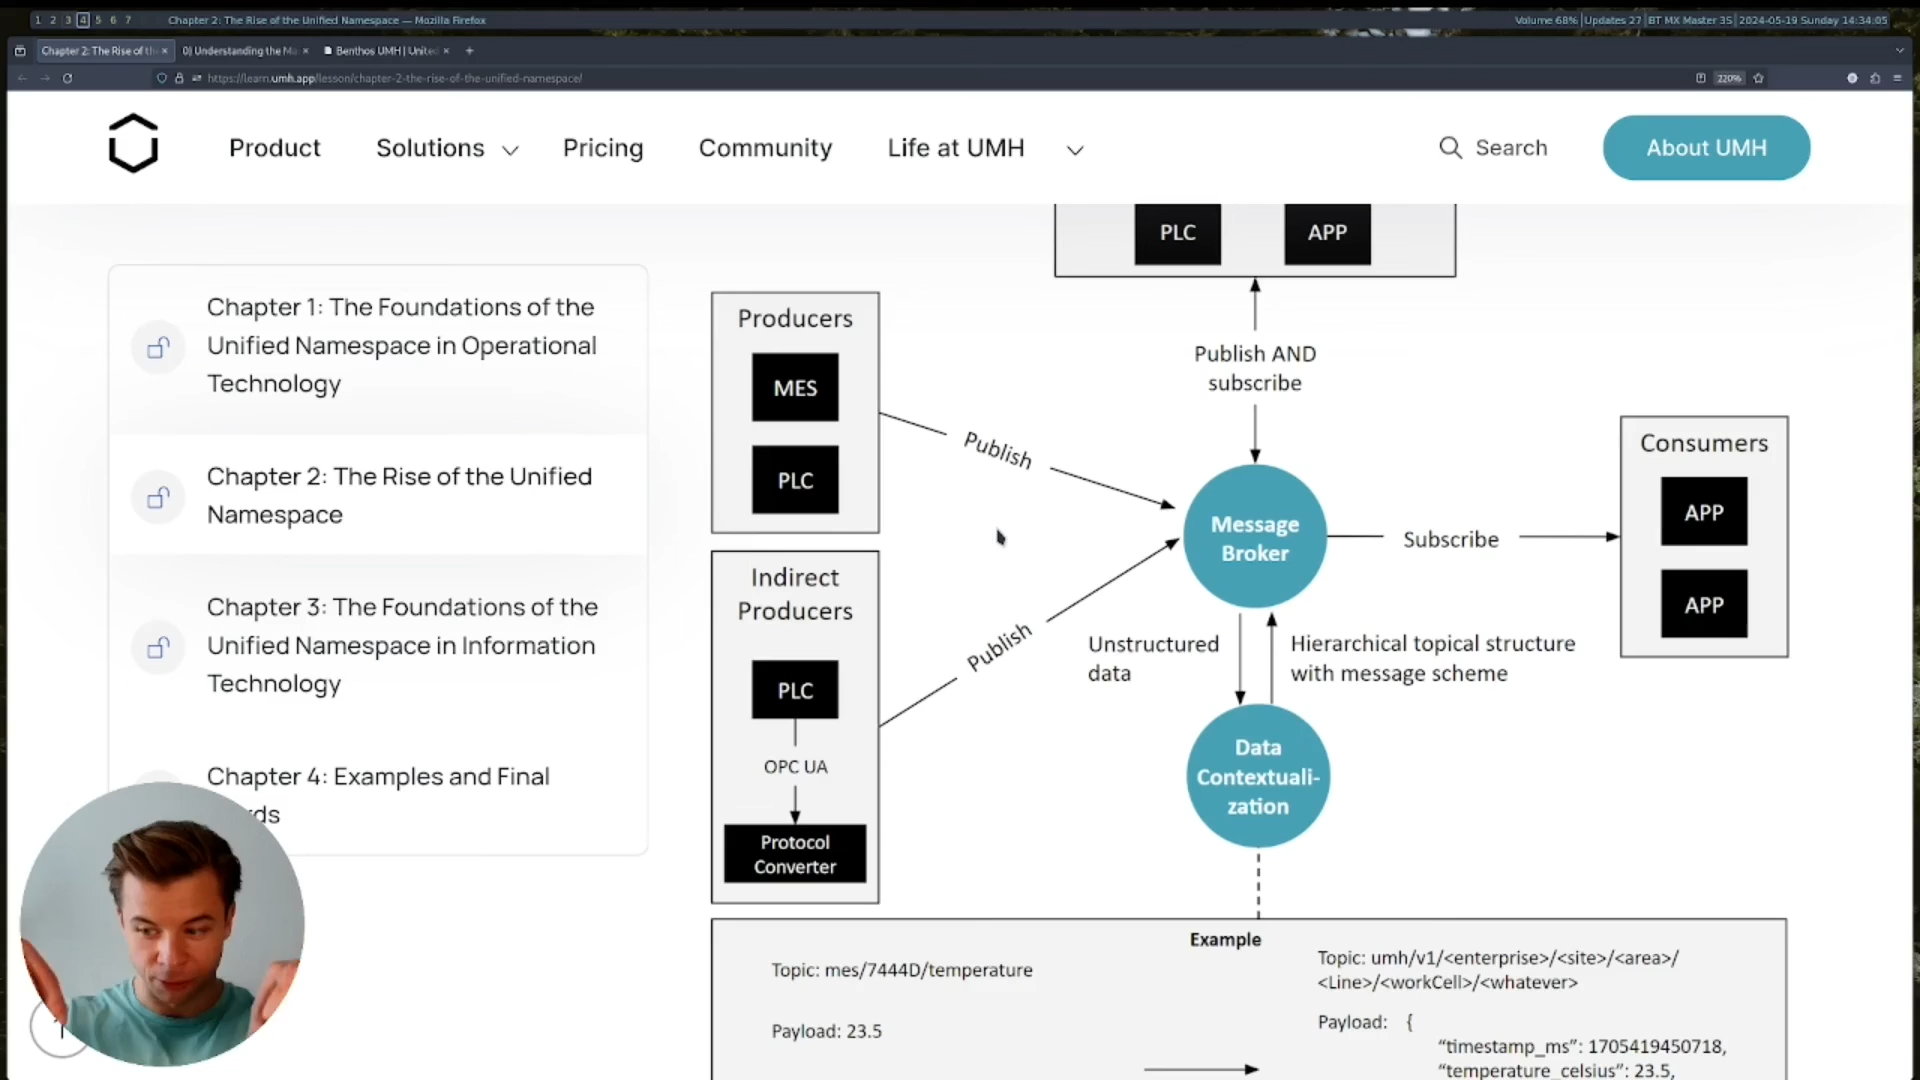 1 2 3 4 5 6 7 Chapter 2: The Rise of the Unified Namespace — Mozilla Firefox
Volume 68% Updates 27 BT MX Master 3S 2024-05-19 Sunday 14:34:05
Chapter 2: The Rise of th
0) Understanding the Ma
Benthos UMH | United
https://learn.umh.app/lesson/chapter-2-the-rise-of-the-unified-namespace/
220%
Product
Solutions
Pricing
Community
Life at UMH
Search
About UMH
Chapter 1: The Foundations of the
Unified Namespace in Operational
Technology
Chapter 2: The Rise of the Unified
Namespace
Chapter 3: The Foundations of the
Unified Namespace in Information
Technology
Chapter 4: Examples and Final
rds
PLC
APP
Publish AND
subscribe
Producers
MES
PLC
Publish
Indirect
Producers
PLC
OPC UA
Protocol
Converter
Publish
Message
Broker
Subscribe
Consumers
APP
APP
Unstructured
data
Hierarchical topical structure
with message scheme
Data
Contextuali-
zation
Example
Topic: mes/7444D/temperature
Payload: 23.5
Topic: umh/v1/<enterprise>/<site>/<area>/
<Line>/<workCell>/<whatever>
Payload: {
"timestamp_ms": 1705419450718,
"temperature_celsius": 23.5,